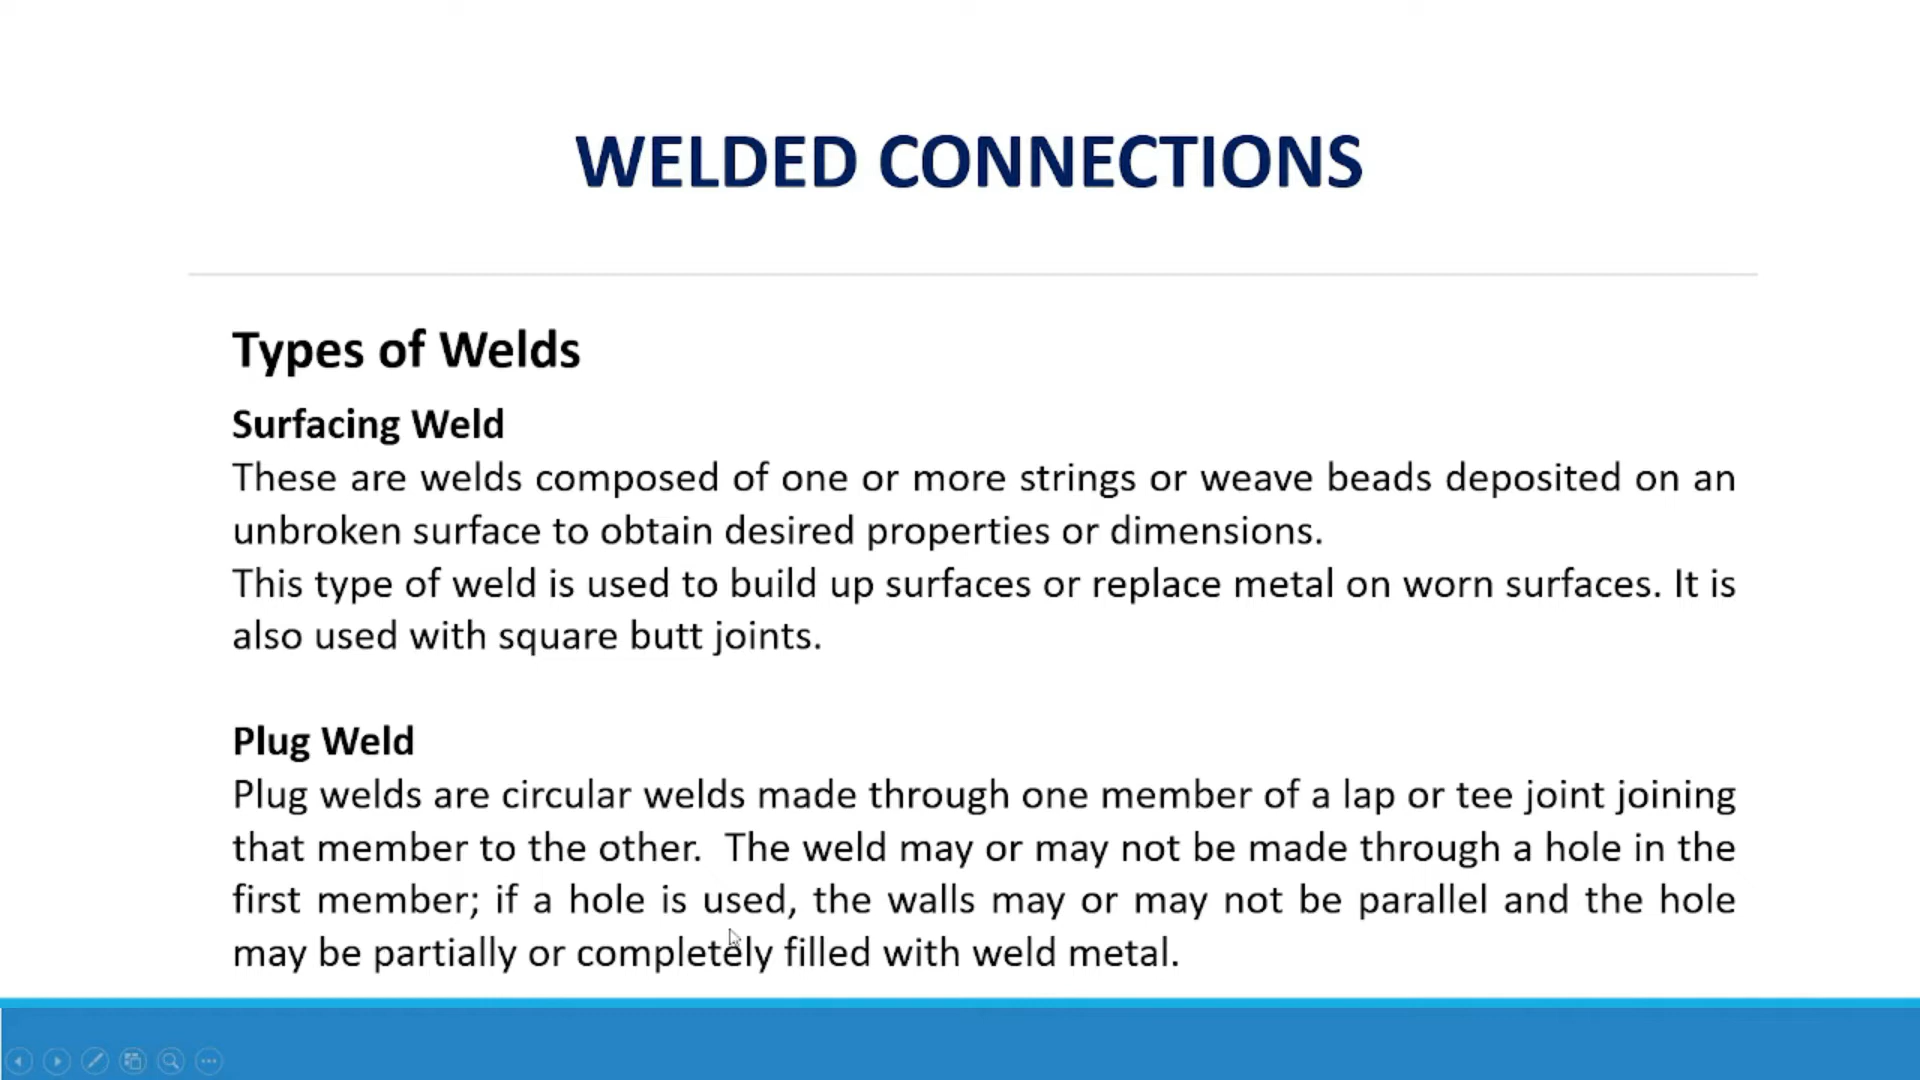 WELDED CONNECTIONS
Types of Welds
Surfacing Weld
These are welds composed of one or more strings or weave beads deposited on an
unbroken surface to obtain desired properties or dimensions.
This type of weld is used to build up surfaces or replace metal on worn surfaces. It is
also used with square butt joints.
Plug Weld
Plug welds are circular welds made through one member of a lap or tee joint joining
that member to the other.  The weld may or may not be made through a hole in the
first member; if a hole is used, the walls may or may not be parallel and the hole
may be partially or completely filled with weld metal.